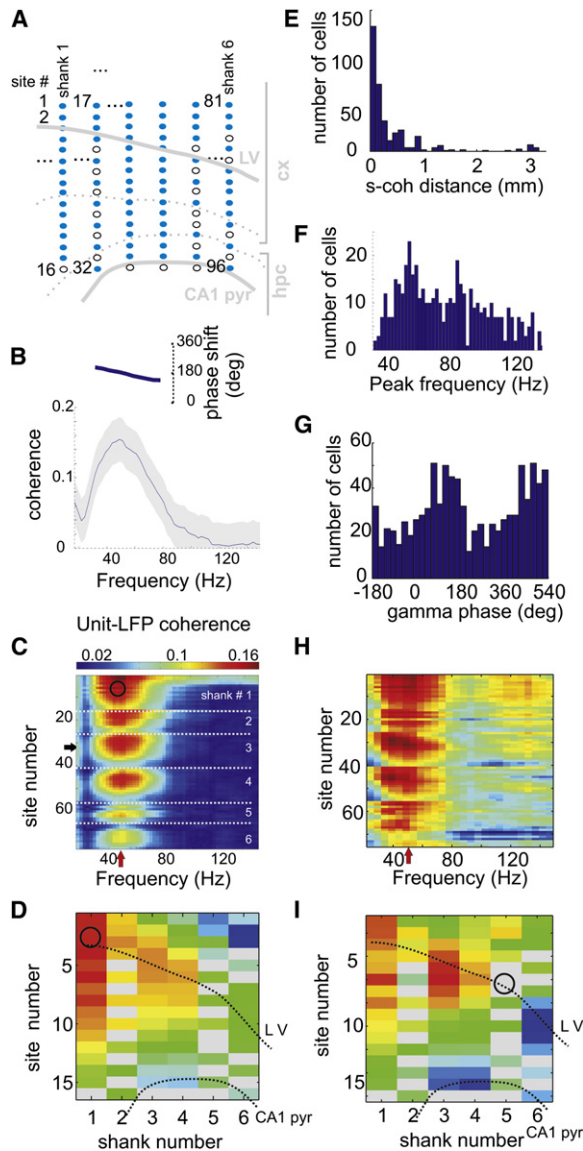 A
shank 1
...
shank 6
site #
1
17
...
81
2
...
...
LV
cx
16
32
96
CA1 pyr
hpc
B
360
180
0
phase shift
(deg)
0.2
0.1
0
coherence
40
80
120
Frequency (Hz)
Unit-LFP coherence
C
0.02
0.1
0.16
shank # 1
2
3
4
5
6
20
40
60
site number
40
80
120
Frequency (Hz)
D
5
10
15
site number
L V
CA1 pyr
1 2 3 4 5 6
shank number
E
150
100
50
0
number of cells
0 1 2 3
s-coh distance (mm)
F
20
10
0
number of cells
40 80 120
Peak frequency (Hz)
G
60
40
20
0
number of cells
-180 0 180 360 540
gamma phase (deg)
H
20
40
60
site number
40 80 120
Frequency (Hz)
I
5
10
15
site number
L V
CA1 pyr
1 2 3 4 5 6
shank number